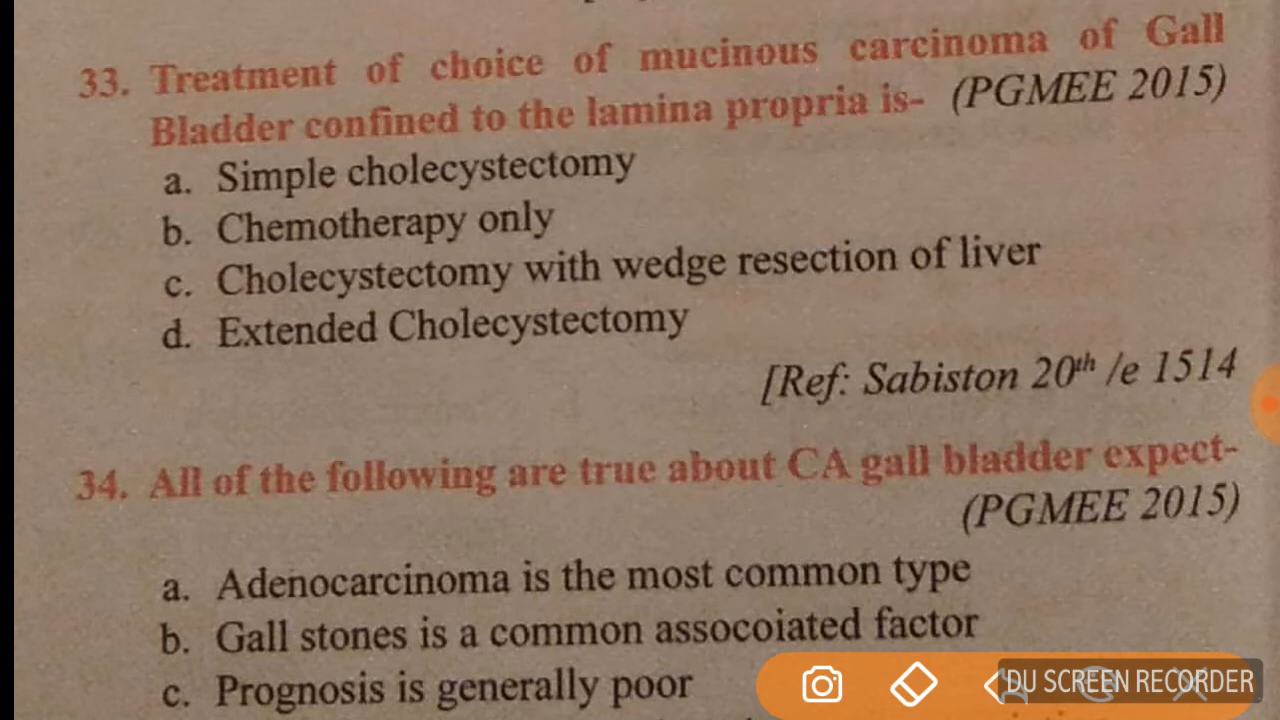 33. Treatment of choice of mucinous carcinoma of Gall
Bladder confined to the lamina propria is- (PGMEE 2015)
a. Simple cholecystectomy
b. Chemotherapy only
c. Cholecystectomy with wedge resection of liver
d. Extended Cholecystectomy
[Ref: Sabiston 20th /e 1514
34. All of the following are true about CA gall bladder expect-
(PGMEE 2015)
a. Adenocarcinoma is the most common type
b. Gall stones is a common assocoiated factor
c. Prognosis is generally poor
DU SCREEN RECORDER